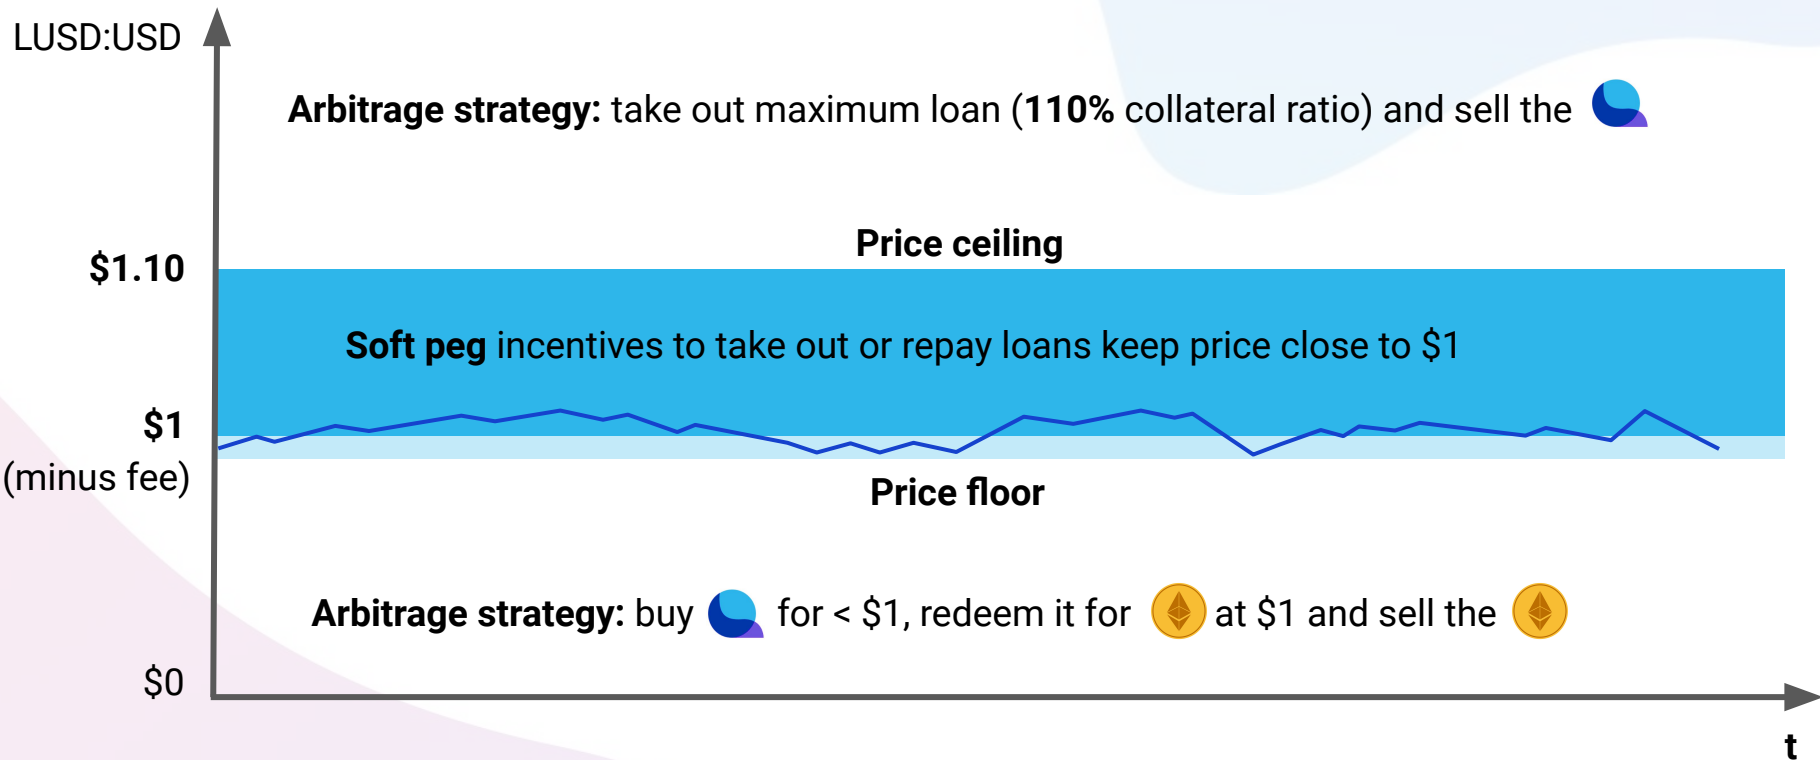 LUSD:USD
Arbitrage strategy: take out maximum loan (110% collateral ratio) and sell the
Price ceiling
$1.10
Soft peg incentives to take out or repay loans keep price close to $1
$1
(minus fee)
Price floor
Arbitrage strategy: buy for < $1, redeem it for at $1 and sell the
$0
t